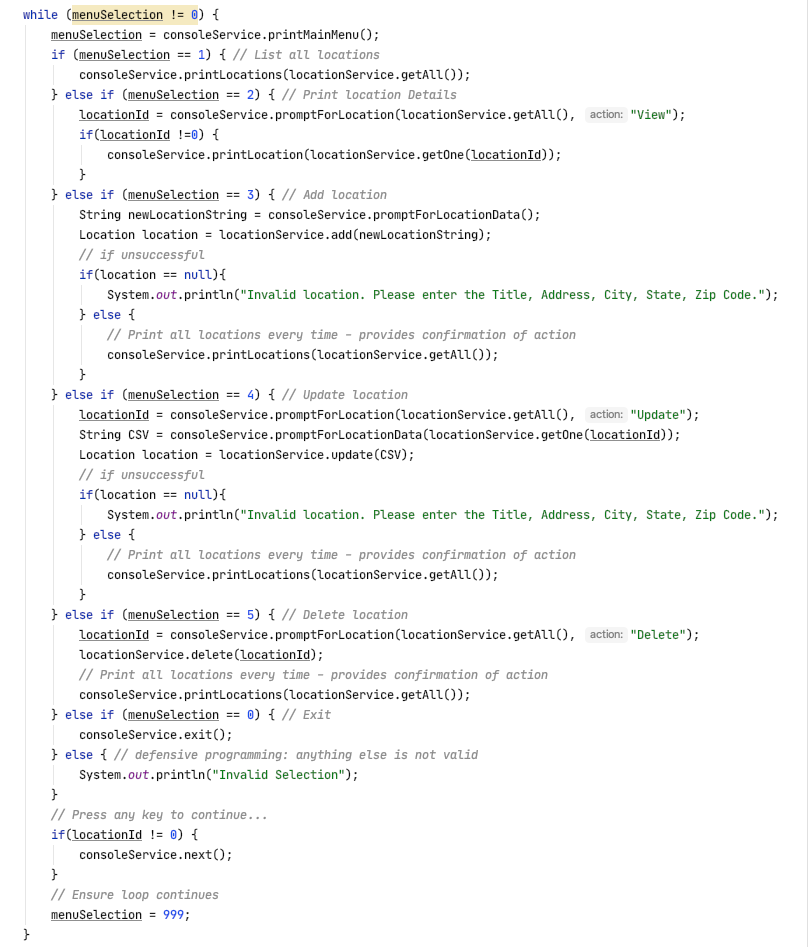 while (menuSelection != 0) {
    menuSelection = consoleService.printMainMenu();
    if (menuSelection == 1) { // List all locations
        consoleService.printLocations(locationService.getAll());
    } else if (menuSelection == 2) { // Print location Details
        locationId = consoleService.promptForLocation(locationService.getAll(), action: "View");
        if(locationId !=0) {
            consoleService.printLocation(locationService.getOne(locationId));
        }
    } else if (menuSelection == 3) { // Add location
        String newLocationString = consoleService.promptForLocationData();
        Location location = locationService.add(newLocationString);
        // if unsuccessful
        if(location == null){
            System.out.println("Invalid location. Please enter the Title, Address, City, State, Zip Code.");
        } else {
            // Print all locations every time – provides confirmation of action
            consoleService.printLocations(locationService.getAll());
        }
    } else if (menuSelection == 4) { // Update location
        locationId = consoleService.promptForLocation(locationService.getAll(), action: "Update");
        String CSV = consoleService.promptForLocationData(locationService.getOne(locationId));
        Location location = locationService.update(CSV);
        // if unsuccessful
        if(location == null){
            System.out.println("Invalid location. Please enter the Title, Address, City, State, Zip Code.");
        } else {
            // Print all locations every time – provides confirmation of action
            consoleService.printLocations(locationService.getAll());
        }
    } else if (menuSelection == 5) { // Delete location
        locationId = consoleService.promptForLocation(locationService.getAll(), action: "Delete");
        locationService.delete(locationId);
        // Print all locations every time – provides confirmation of action
        consoleService.printLocations(locationService.getAll());
    } else if (menuSelection == 0) { // Exit
        consoleService.exit();
    } else { // defensive programming: anything else is not valid
        System.out.println("Invalid Selection");
    }
    // Press any key to continue...
    if(locationId != 0) {
        consoleService.next();
    }
    // Ensure loop continues
    menuSelection = 999;
}